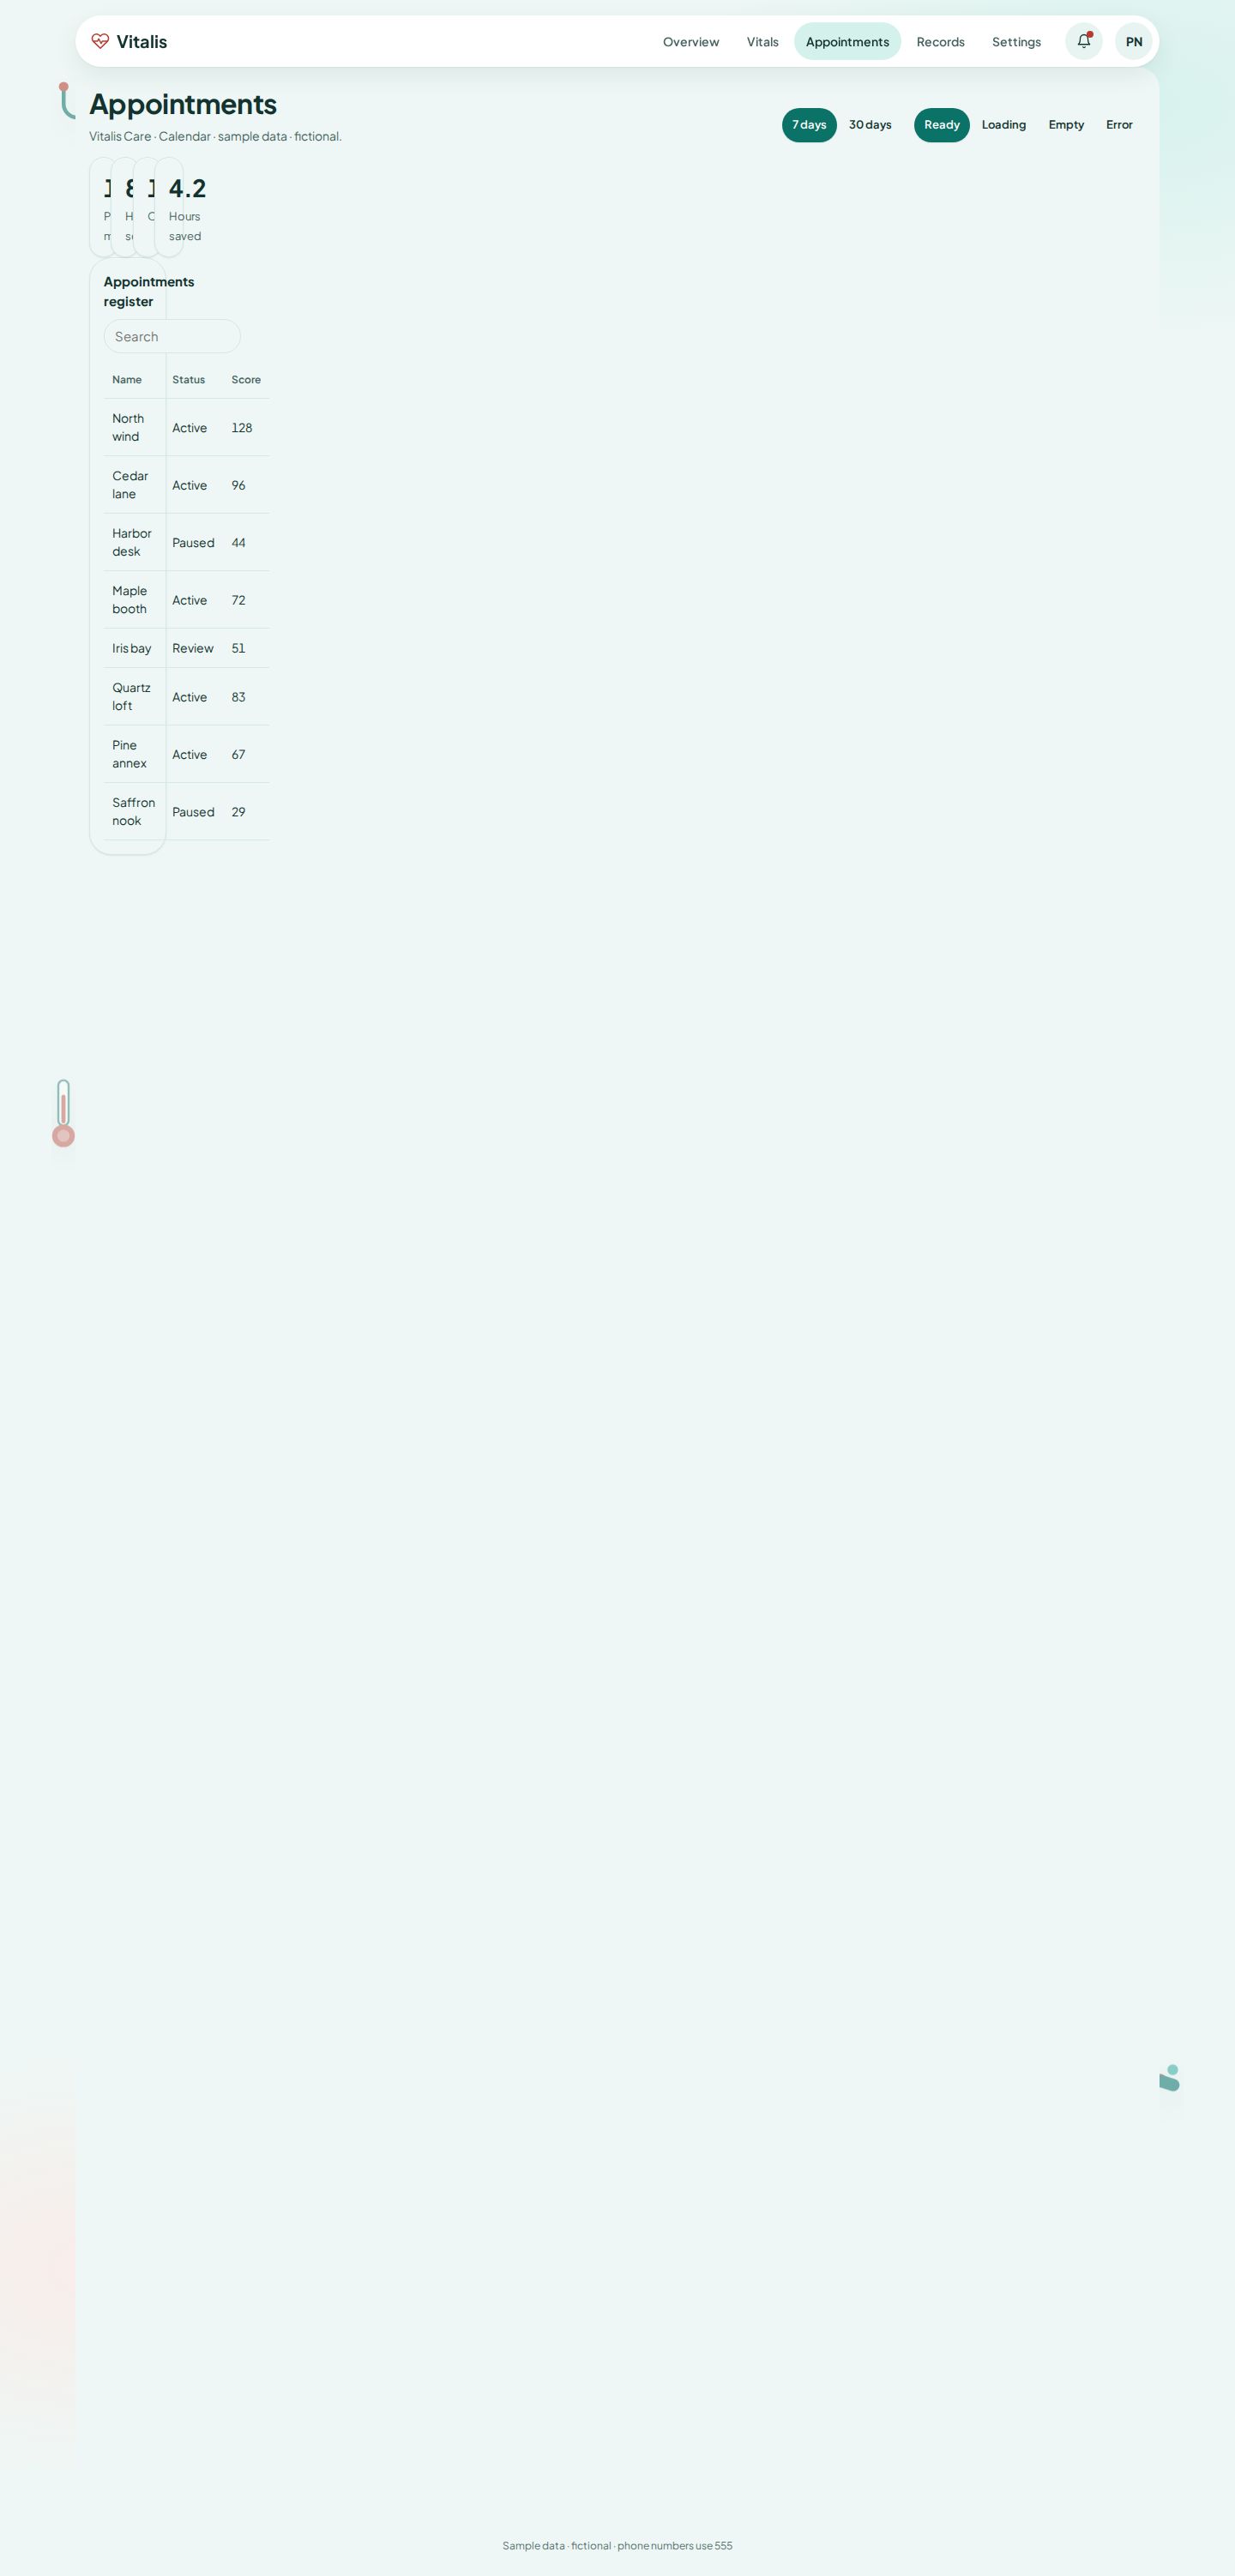 Vitalis
Overview Vitals Appointments Records Settings PN
Appointments
Vitalis Care · Calendar · sample data · fictional.
7 days 30 days Ready Loading Empty Error
4.2
Hours
saved
Appointments
register
Search
Name Status Score
North
wind Active 128
Cedar
lane Active 96
Harbor
desk Paused 44
Maple
booth Active 72
Iris bay Review 51
Quartz
loft Active 83
Pine
annex Active 67
Saffron
nook Paused 29
Sample data · fictional · phone numbers use 555